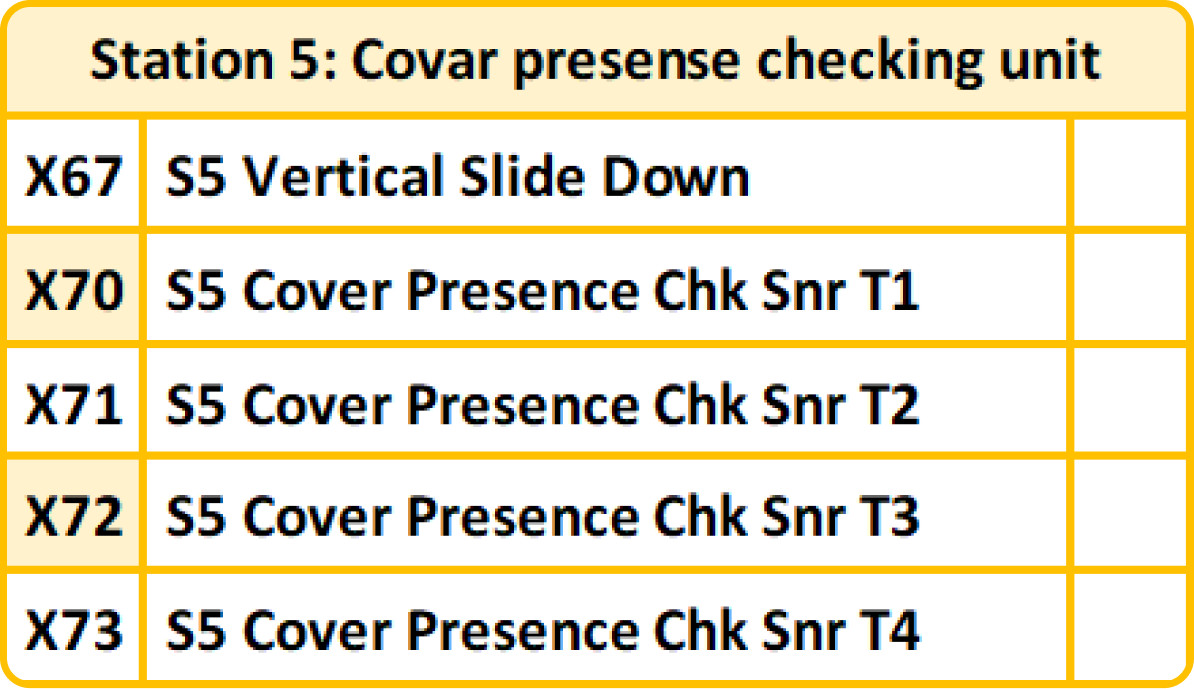 Station 5: Covar presense checking unit
X67 S5 Vertical Slide Down
X70 S5 Cover Presence Chk Snr T1
X71 S5 Cover Presence Chk Snr T2
X72 S5 Cover Presence Chk Snr T3
X73 S5 Cover Presence Chk Snr T4